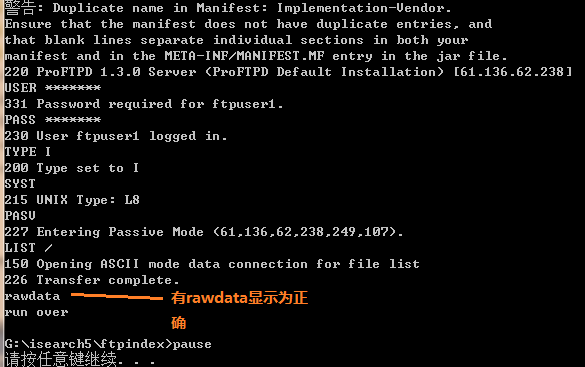 警告: Duplicate name in Manifest: Implementation-Vendor.
Ensure that the manifest does not have duplicate entries, and
that blank lines separate individual sections in both your
manifest and in the META-INF/MANIFEST.MF entry in the jar file.
220 ProFTPD 1.3.0 Server (ProFTPD Default Installation) [61.136.62.238]
USER *******
331 Password required for ftpuser1.
PASS *******
230 User ftpuser1 logged in.
TYPE I
200 Type set to I
SYST
215 UNIX Type: L8
PASV
227 Entering Passive Mode (61,136,62,238,249,107).
LIST /
150 Opening ASCII mode data connection for file list
226 Transfer complete.
rawdata
有rawdata显示为正
确
run over
G:\isearch5\ftpindex>pause
请按任意键继续. . .